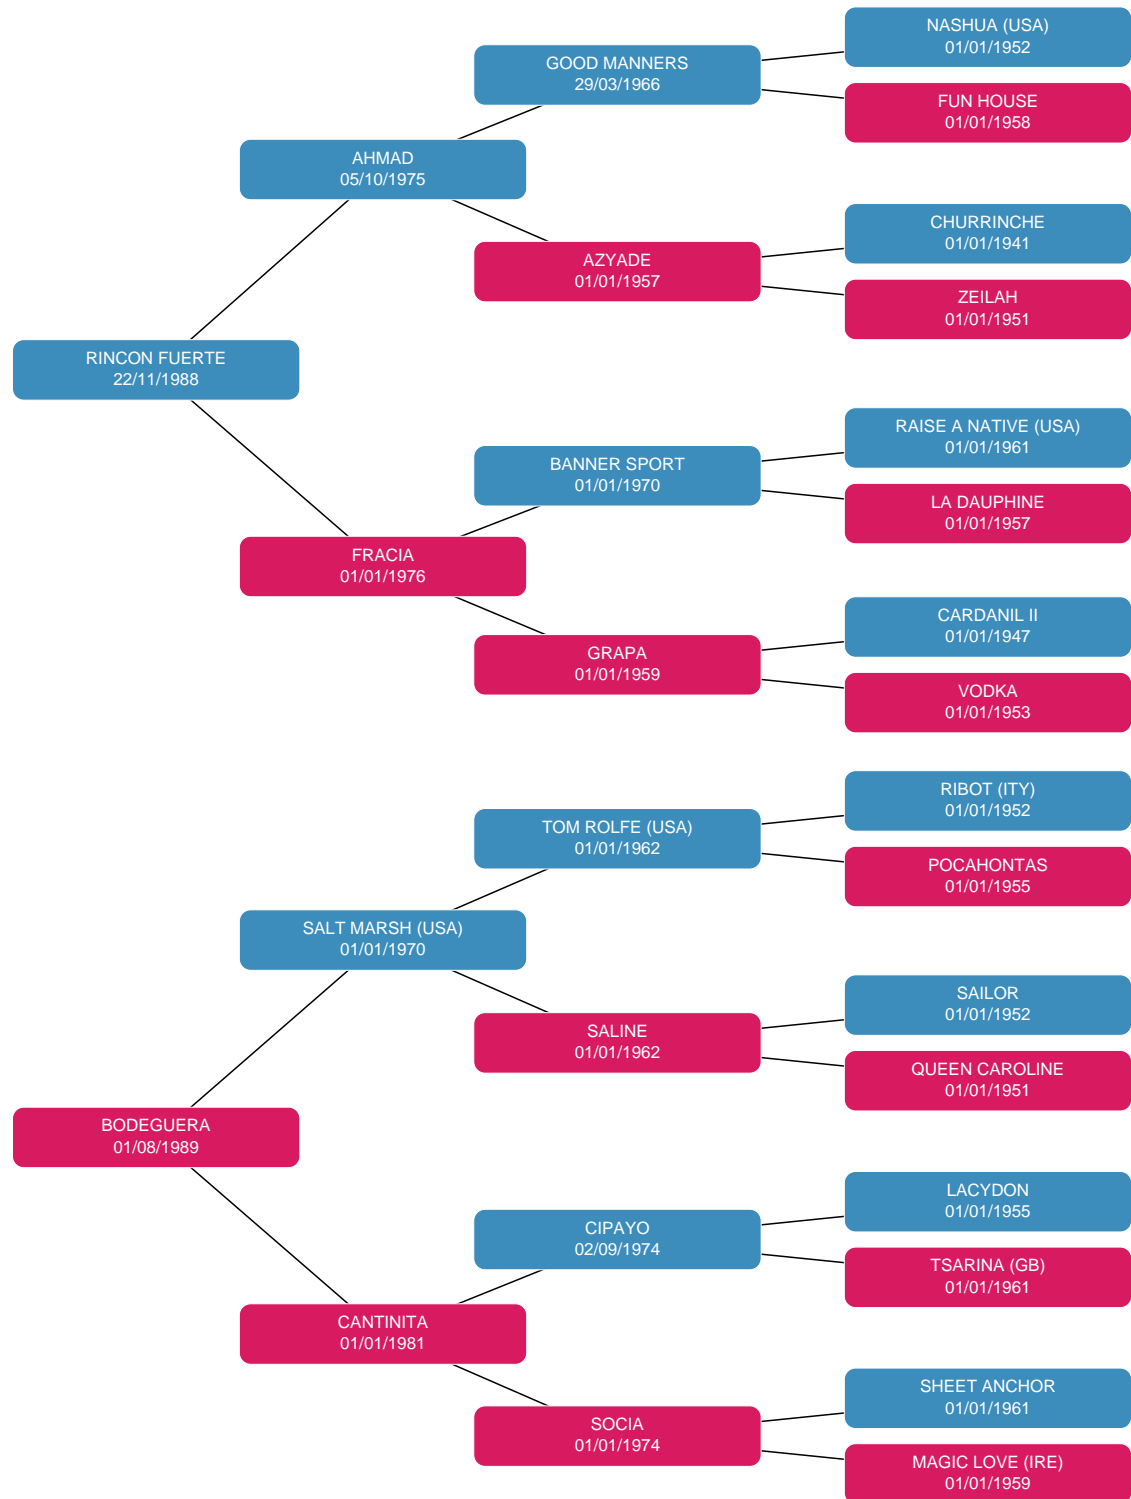 NASHUA (USA)
01/01/1952
GOOD MANNERS
29/03/1966
FUN HOUSE
01/01/1958
AHMAD
05/10/1975
CHURRINCHE
01/01/1941
AZYADE
01/01/1957
ZEILAH
01/01/1951
RINCON FUERTE
22/11/1988
RAISE A NATIVE (USA)
01/01/1961
BANNER SPORT
01/01/1970
LA DAUPHINE
01/01/1957
FRACIA
01/01/1976
CARDANIL II
01/01/1947
GRAPA
01/01/1959
VODKA
01/01/1953
RIBOT (ITY)
01/01/1952
TOM ROLFE (USA)
01/01/1962
POCAHONTAS
01/01/1955
SALT MARSH (USA)
01/01/1970
SAILOR
01/01/1952
SALINE
01/01/1962
QUEEN CAROLINE
01/01/1951
BODEGUERA
01/08/1989
LACYDON
01/01/1955
CIPAYO
02/09/1974
TSARINA (GB)
01/01/1961
CANTINITA
01/01/1981
SHEET ANCHOR
01/01/1961
SOCIA
01/01/1974
MAGIC LOVE (IRE)
01/01/1959